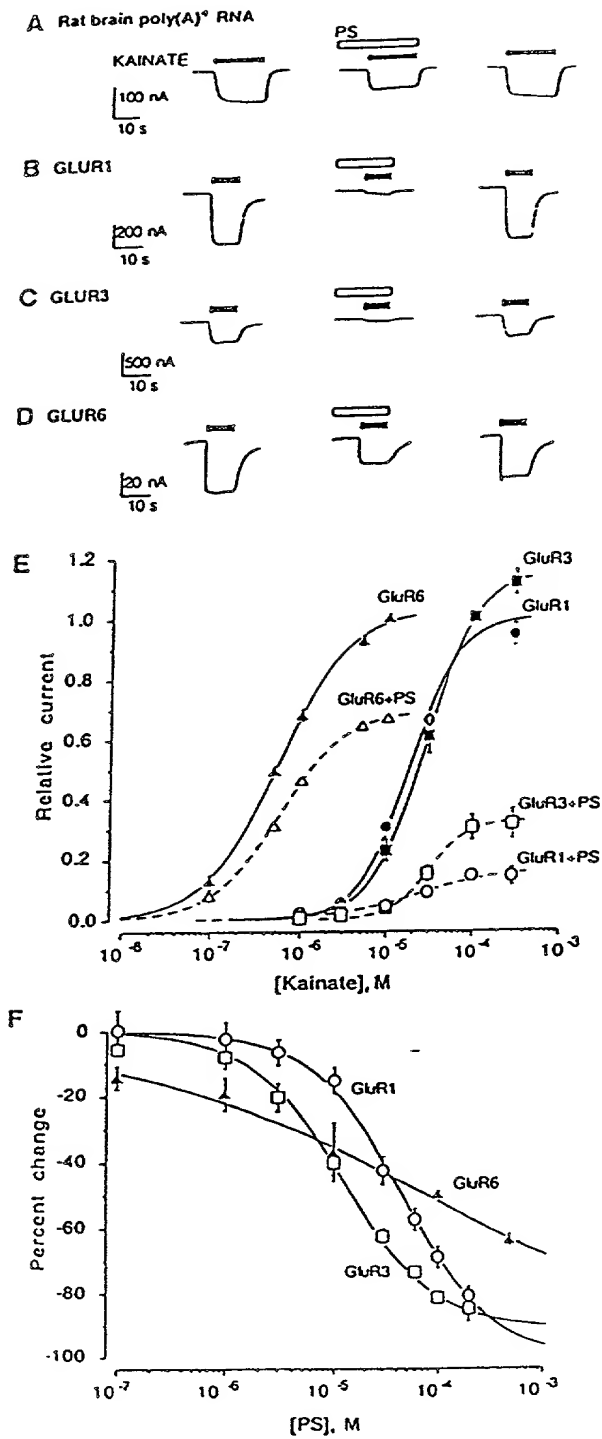 A Rat brain poly(A)⁺ RNA
PS
KAINATE
100 nA
10 s
B GLUR1
200 nA
10 s
C GLUR3
500 nA
10 s
D GLUR6
20 nA
10 s
E
1.2
1.0
0.8
0.6
0.4
0.2
0.0
Relative current
GluR6
GluR6+PS
GluR3
GluR1
GluR3+PS
GluR1+PS
10⁻⁸ 10⁻⁷ 10⁻⁶ 10⁻⁵ 10⁻⁴ 10⁻³
[Kainate], M
F
0
-20
-40
-60
-80
-100
Percent change
GluR1
GluR6
GluR3
10⁻⁷ 10⁻⁶ 10⁻⁵ 10⁻⁴ 10⁻³
[PS], M